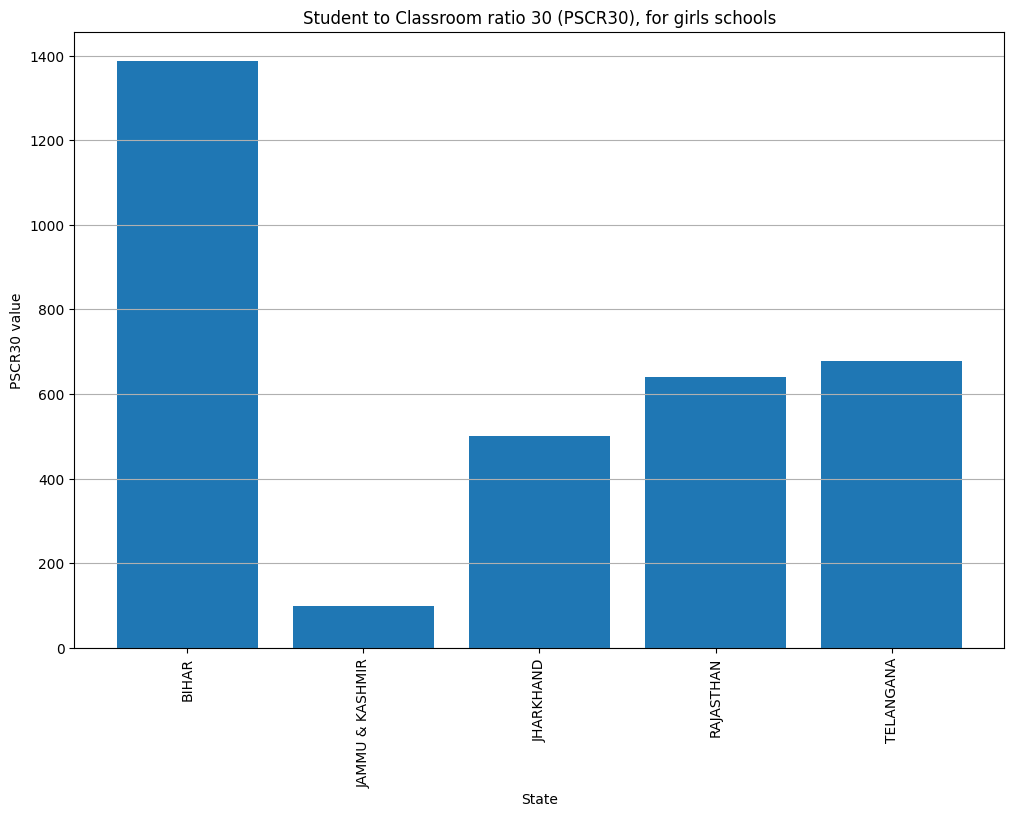 Student to Classroom ratio 30 (PSCR30), for girls schools
PSCR30 value
1400
1200
1000
800
600
400
200
0
BIHAR
JAMMU & KASHMIR
JHARKHAND
RAJASTHAN
TELANGANA
State